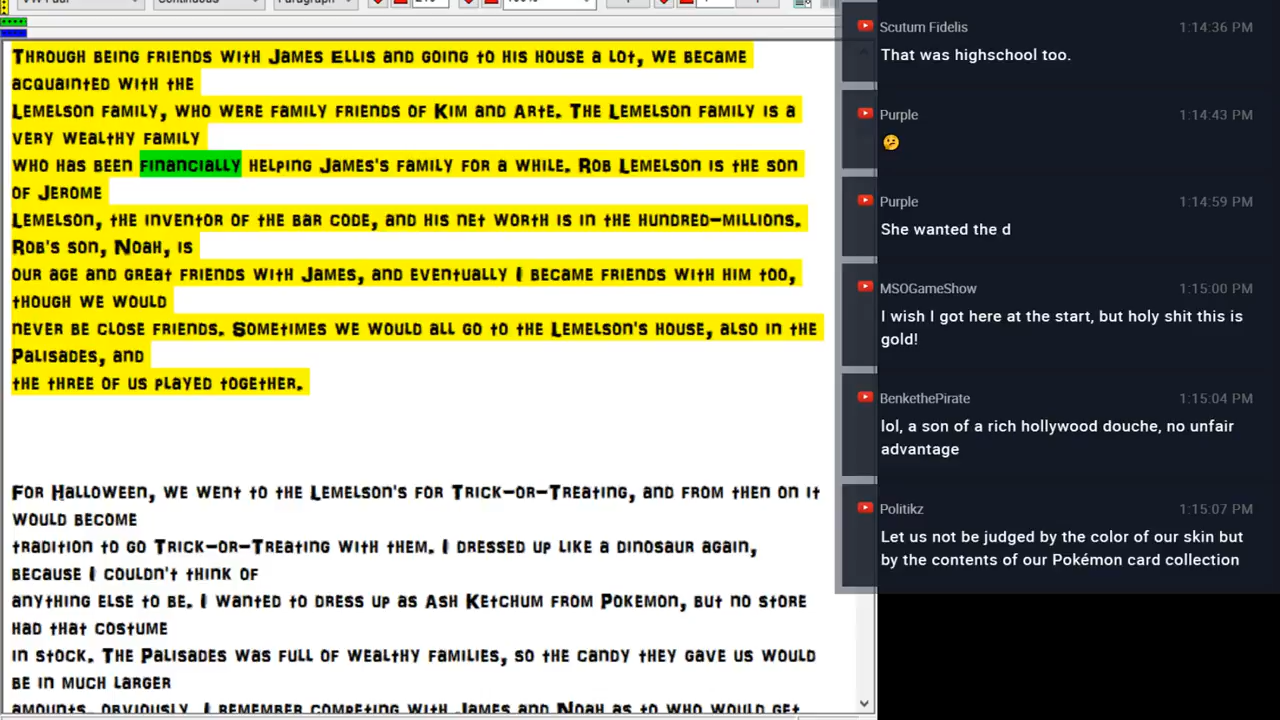 Through being friends with James Ellis and going to his house a lot, we became
acquainted with the
Lemelson family, who were family friends of Kim and Arte. The Lemelson family is a
very wealthy family
who has been financially helping James's family for a while. Rob Lemelson is the son
of Jerome
Lemelson, the inventor of the bar code, and his net worth is in the hundred-millions.
Rob's son, Noah, is
our age and great friends with James, and eventually I became friends with him too,
though we would
never be close friends. Sometimes we would all go to the Lemelson's house, also in the
Palisades, and
the three of us played together.
For Halloween, we went to the Lemelson's for Trick-or-Treating, and from then on it
would become
tradition to go Trick-or-Treating with them. I dressed up like a dinosaur again,
because I couldn't think of
anything else to be. I wanted to dress up as Ash Ketchum from Pokemon, but no store
had that costume
in stock. The Palisades was full of wealthy families, so the candy they gave us would
be in much larger
amounts, obviously. I remember competing with James and Noah as to who would get
Scutum Fidelis 1:14:36 PM
That was highschool too.
Purple 1:14:43 PM
🤔
Purple 1:14:59 PM
She wanted the d
MSOGameShow 1:15:00 PM
I wish I got here at the start, but holy shit this is
gold!
BenkethePirate 1:15:04 PM
lol, a son of a rich hollywood douche, no unfair
advantage
Politikz 1:15:07 PM
Let us not be judged by the color of our skin but
by the contents of our Pokémon card collection